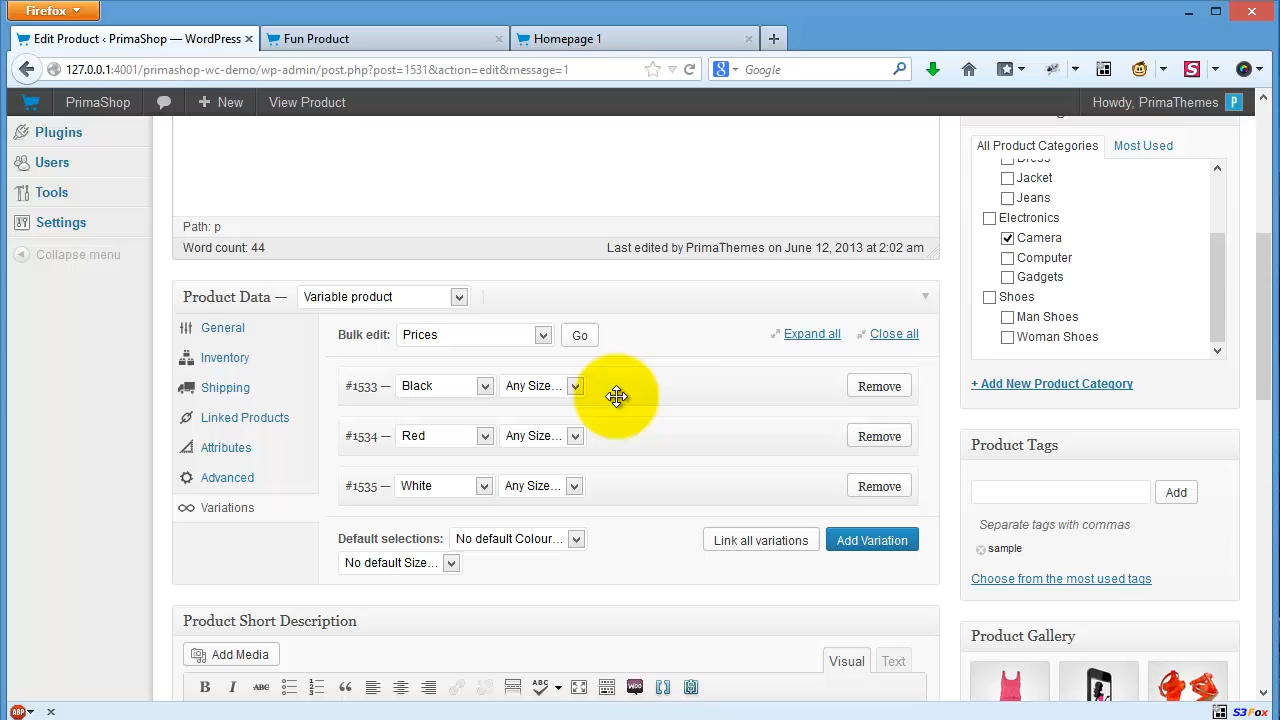 Firefox
Edit Product ‹ PrimaShop — WordPress
Fun Product
Homepage 1
127.0.0.1:4001/primashop-wc-demo/wp-admin/post.php?post=1531&action=edit&message=1
Google
PrimaShop
New
View Product
Howdy, PrimaThemes
Plugins
Users
Tools
Settings
Collapse menu
Path: p
Word count: 44
Last edited by PrimaThemes on June 12, 2013 at 2:02 am
Product Data —
Variable product
General
Inventory
Shipping
Linked Products
Attributes
Advanced
Variations
Bulk edit:
Prices
Go
Expand all
Close all
#1533 —
Black
Any Size...
Remove
#1534 —
Red
Any Size...
Remove
#1535 —
White
Any Size...
Remove
Default selections:
No default Colour...
No default Size...
Link all variations
Add Variation
Product Short Description
Add Media
Visual
Text
B
I
ABC
ABC
WOO
All Product Categories
Most Used
Dress
Jacket
Jeans
Electronics
Camera
Computer
Gadgets
Shoes
Man Shoes
Woman Shoes
+ Add New Product Category
Product Tags
Add
Separate tags with commas
sample
Choose from the most used tags
Product Gallery
ABP
S3Fox